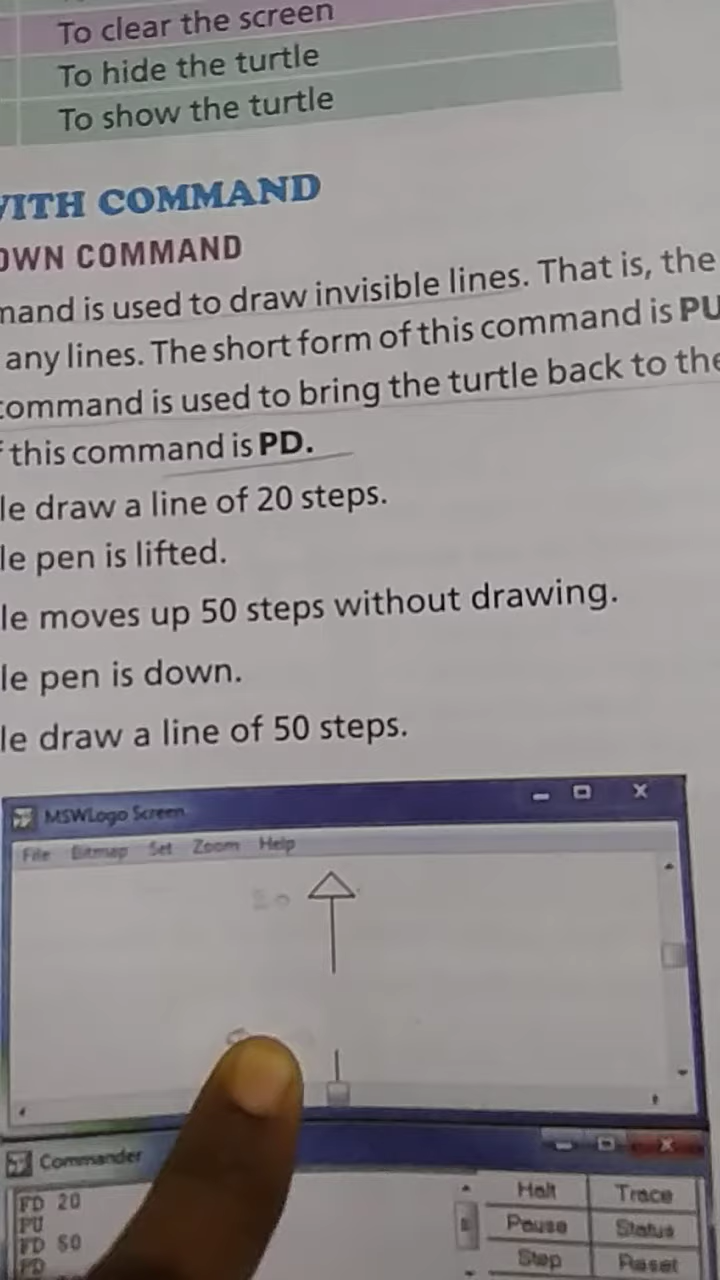 To clear the screen
To hide the turtle
To show the turtle
WITH COMMAND
OWN COMMAND
mand is used to draw invisible lines. That is, the
any lines. The short form of this command is PU
command is used to bring the turtle back to the
f this command is PD.
le draw a line of 20 steps.
le pen is lifted.
le moves up 50 steps without drawing.
le pen is down.
le draw a line of 50 steps.
MSWLogo Screen
File Bitmap Set Zoom Help
Commander
Halt Trace
FD 20
PU
Pause Status
FD 50
PD
Step Reset